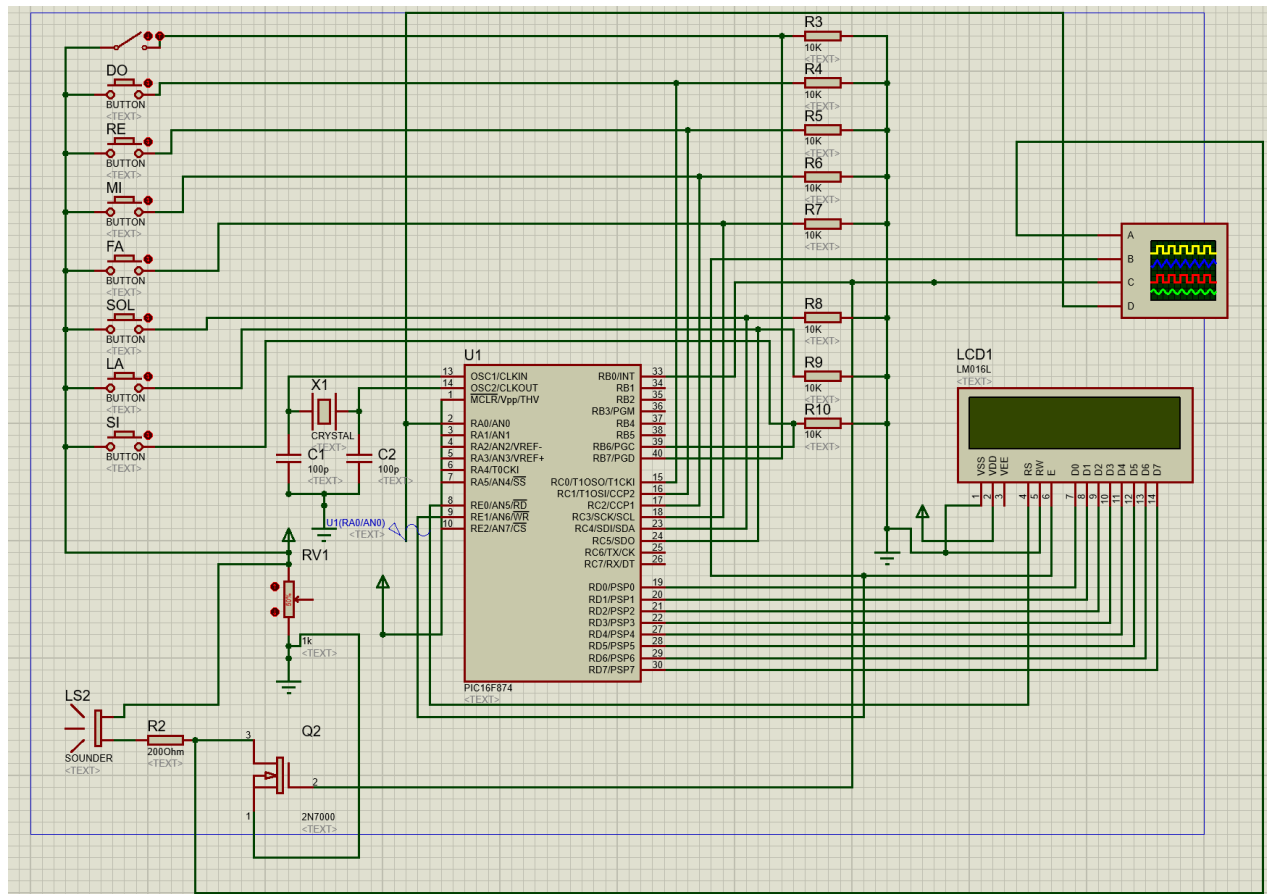 R3
10K
<TEXT>
DO
BUTTON
<TEXT>
R4
10K
<TEXT>
RE
BUTTON
<TEXT>
R5
10K
<TEXT>
MI
BUTTON
<TEXT>
R6
10K
<TEXT>
FA
BUTTON
<TEXT>
R7
10K
<TEXT>
A
B
C
D
SOL
BUTTON
<TEXT>
R8
10K
<TEXT>
LA
BUTTON
<TEXT>
R9
10K
<TEXT>
SI
BUTTON
<TEXT>
R10
10K
<TEXT>
X1
CRYSTAL
<TEXT>
C1
100p
<TEXT>
C2
100p
<TEXT>
U1
13 OSC1/CLKIN
14 OSC2/CLKOUT
1 MCLR/Vpp/THV
2 RA0/AN0
3 RA1/AN1
4 RA2/AN2/VREF-
5 RA3/AN3/VREF+
6 RA4/T0CKI
7 RA5/AN4/SS
8 RE0/AN5/RD
9 RE1/AN6/WR
10 RE2/AN7/CS
RB0/INT 33
RB1 34
RB2 35
RB3/PGM 36
RB4 37
RB5 38
RB6/PGC 39
RB7/PGD 40
RC0/T1OSO/T1CKI 15
RC1/T1OSI/CCP2 16
RC2/CCP1 17
RC3/SCK/SCL 18
RC4/SDI/SDA 23
RC5/SDO 24
RC6/TX/CK 25
RC7/RX/DT 26
RD0/PSP0 19
RD1/PSP1 20
RD2/PSP2 21
RD3/PSP3 22
RD4/PSP4 27
RD5/PSP5 28
RD6/PSP6 29
RD7/PSP7 30
PIC16F874
<TEXT>
LCD1
LM016L
<TEXT>
VSS VDD VEE RS RW E D0 D1 D2 D3 D4 D5 D6 D7
1 2 3 4 5 6 7 8 9 10 11 12 13 14
U1(RA0/AN0)
<TEXT>
RV1
50%
1k
<TEXT>
LS2
SOUNDER
<TEXT>
R2
200Ohm
<TEXT>
Q2
3
2
1
2N7000
<TEXT>